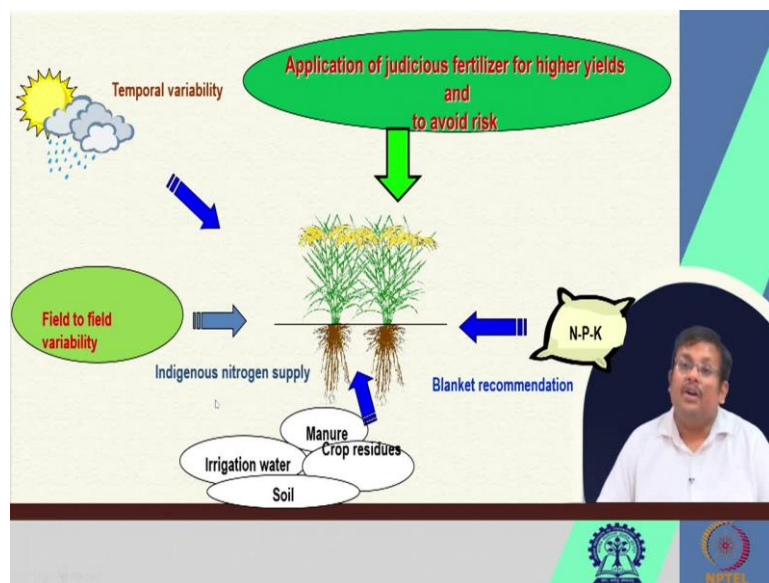 Application of judicious fertilizer for higher yields
and
to avoid risk
Temporal variability
Field to field
variability
Indigenous nitrogen supply
N-P-K
Blanket recommendation
Manure
Crop residues
Irrigation water
Soil
NPTEL